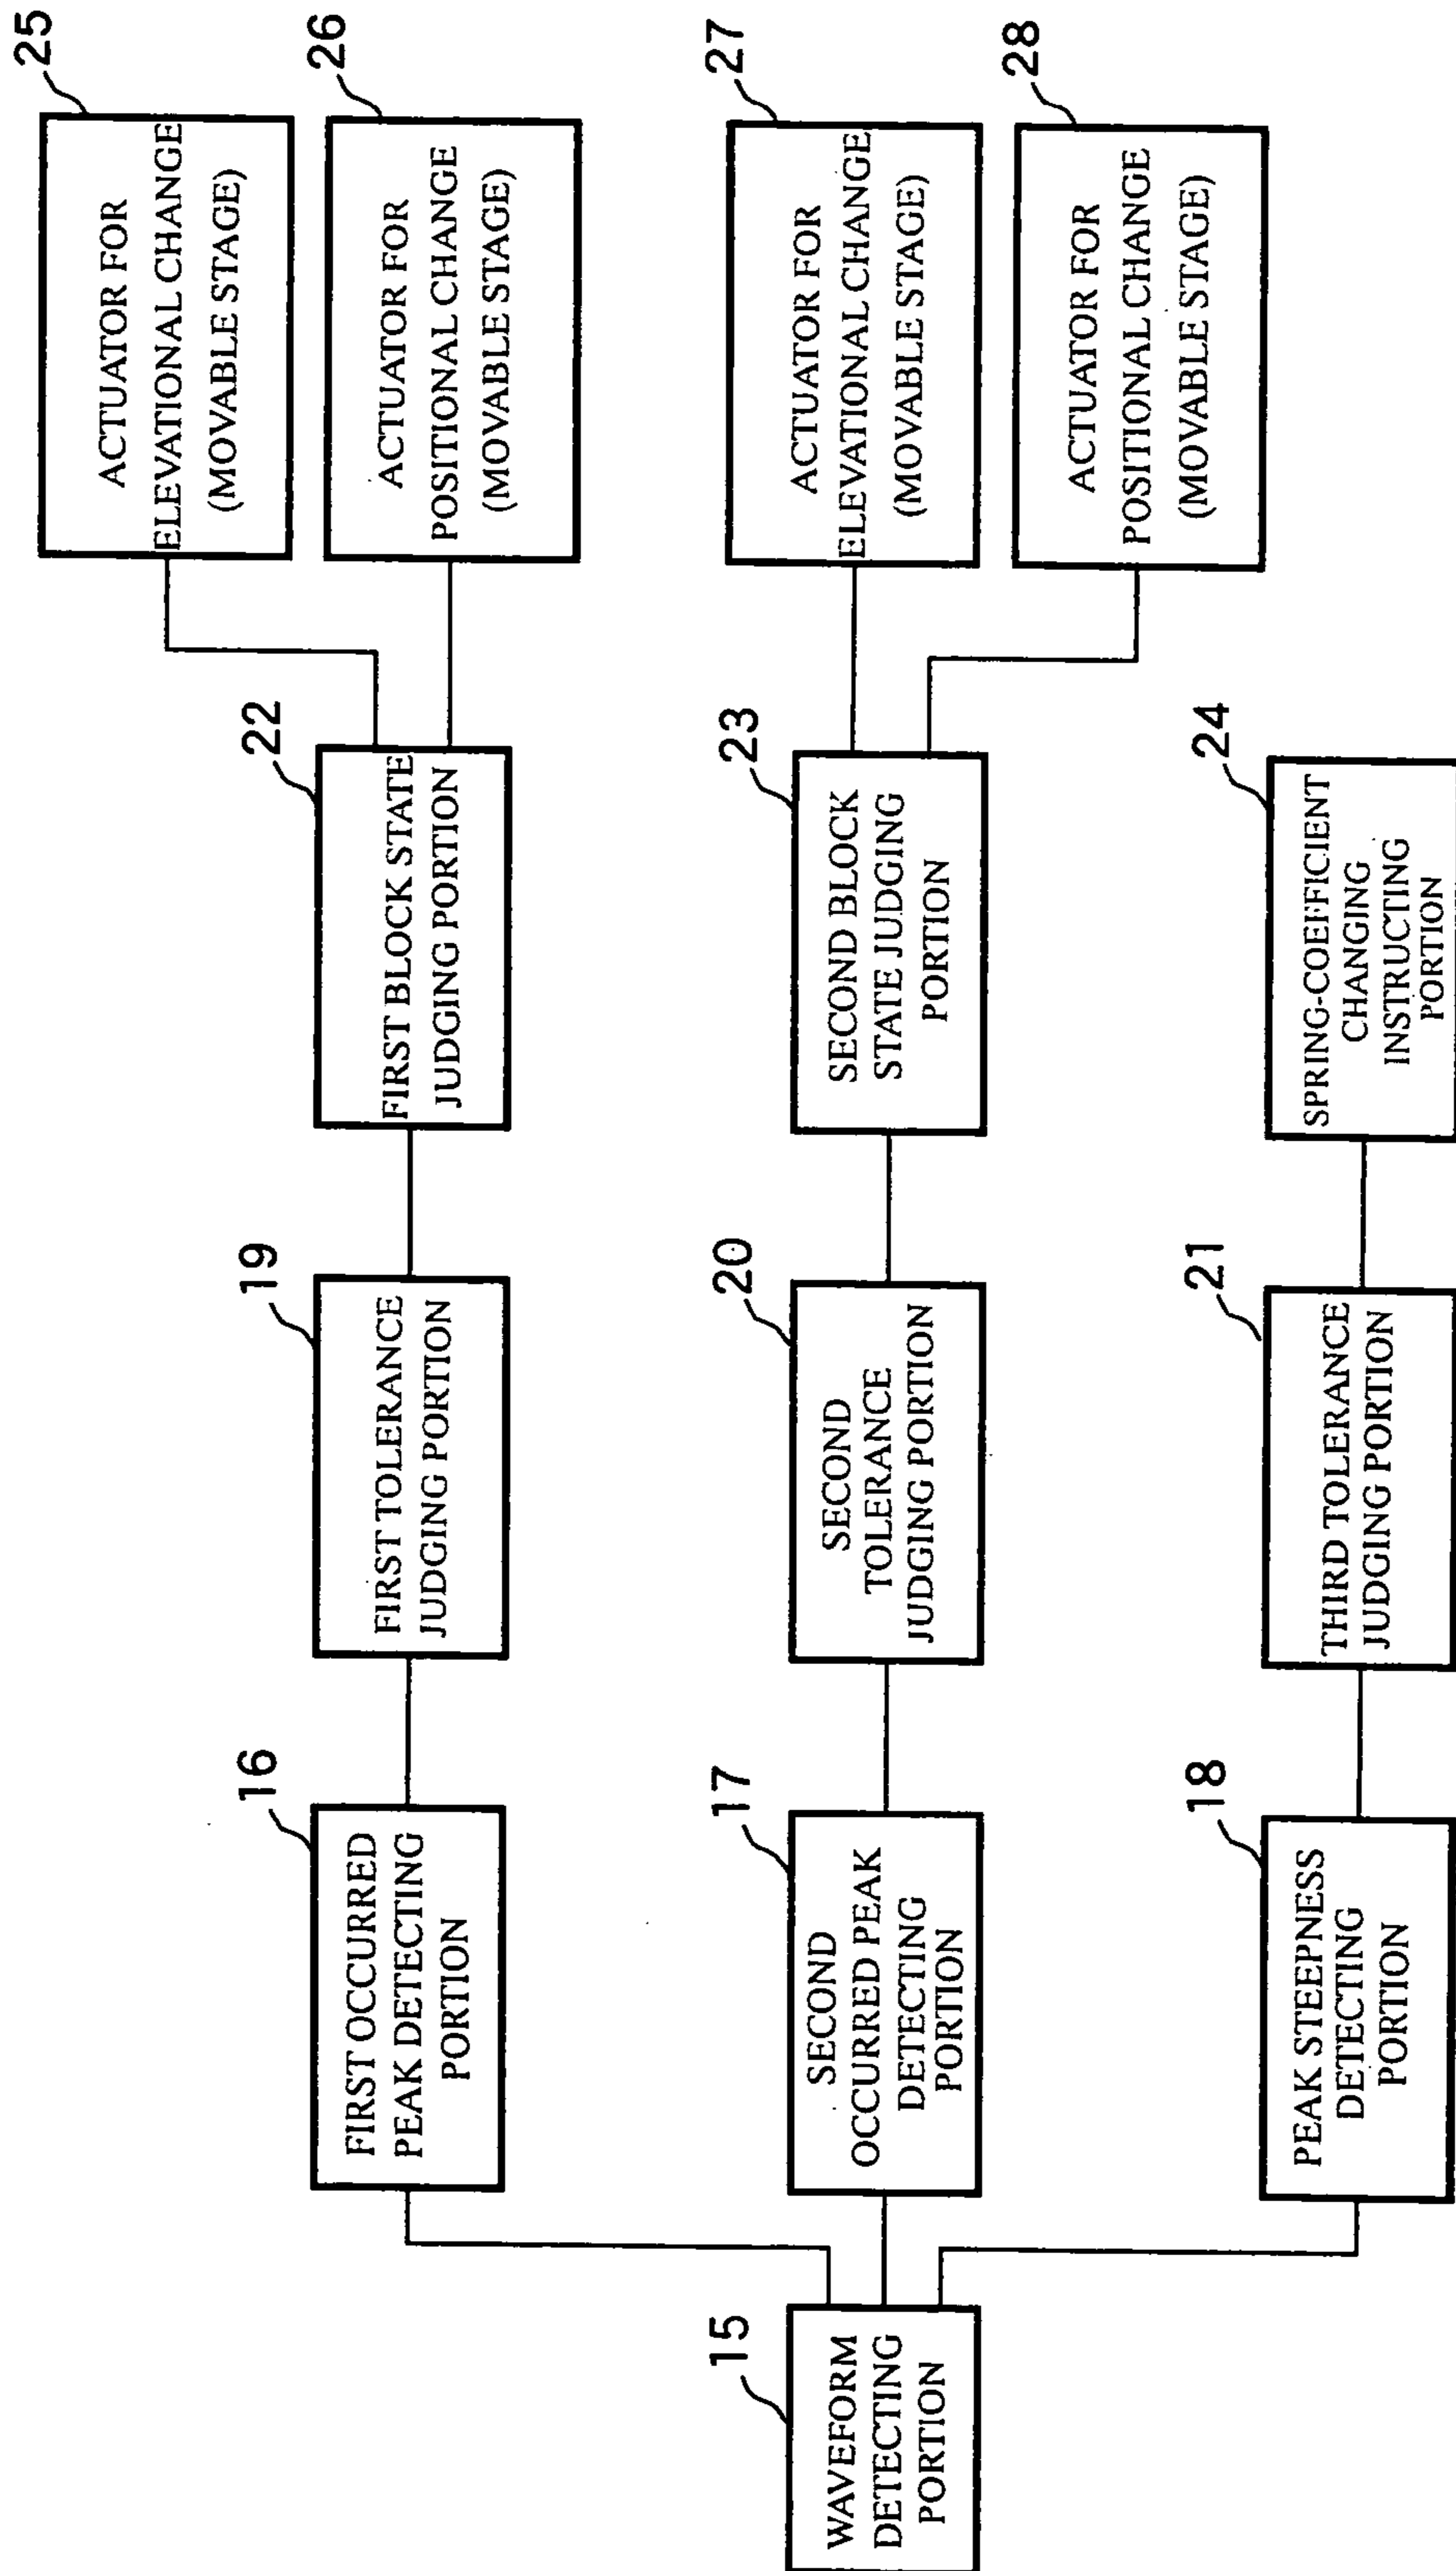 15
WAVEFORM
DETECTING
PORTION
16
FIRST OCCURRED
PEAK DETECTING
PORTION
17
SECOND
OCCURRED PEAK
DETECTING
PORTION
18
PEAK STEEPNESS
DETECTING
PORTION
19
FIRST TOLERANCE
JUDGING PORTION
20
SECOND
TOLERANCE
JUDGING PORTION
21
THIRD TOLERANCE
JUDGING PORTION
22
FIRST BLOCK STATE
JUDGING PORTION
23
SECOND BLOCK
STATE JUDGING
PORTION
24
SPRING-COEFFICIENT
CHANGING
INSTRUCTING
PORTION
25
ACTUATOR FOR
ELEVATIONAL CHANGE
(MOVABLE STAGE)
26
ACTUATOR FOR
POSITIONAL CHANGE
(MOVABLE STAGE)
27
ACTUATOR FOR
ELEVATIONAL CHANGE
(MOVABLE STAGE)
28
ACTUATOR FOR
POSITIONAL CHANGE
(MOVABLE STAGE)